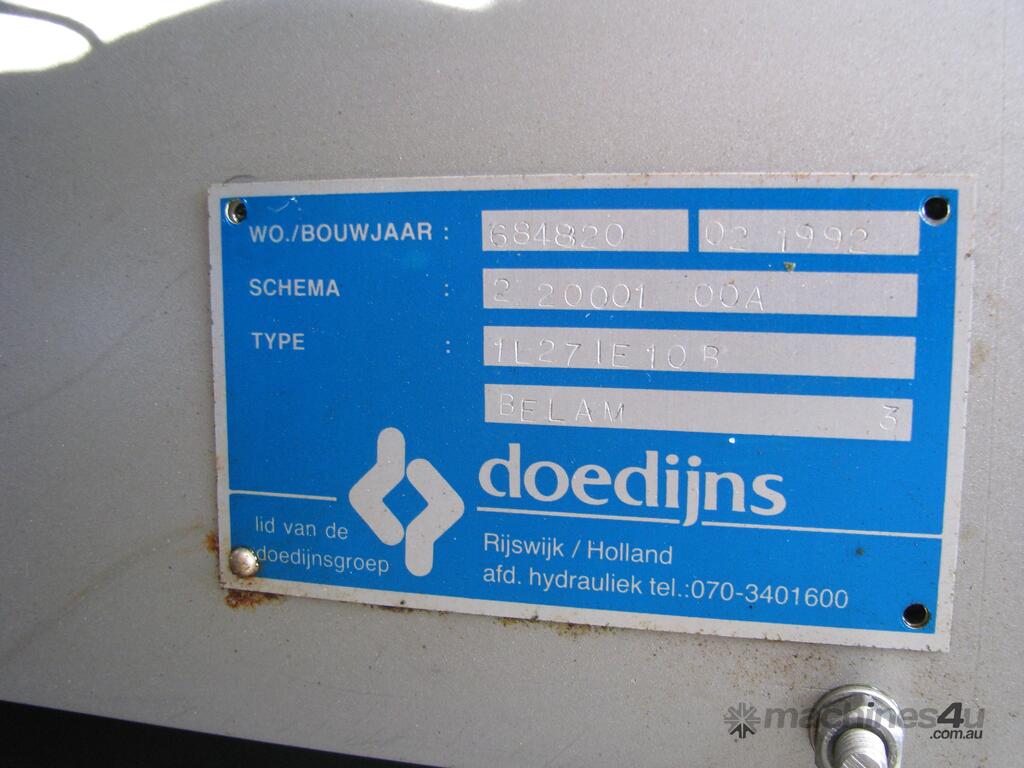 WO./BOUWJAAR : 684820 02 1992
SCHEMA : 2 20001 00A
TYPE : 1L271E10R
BELAM 3
doedijns
lid van de
doedijnsgroep
Rijswijk / Holland
afd. hydrauliek tel.:070-3401600
machines4u
.com.au